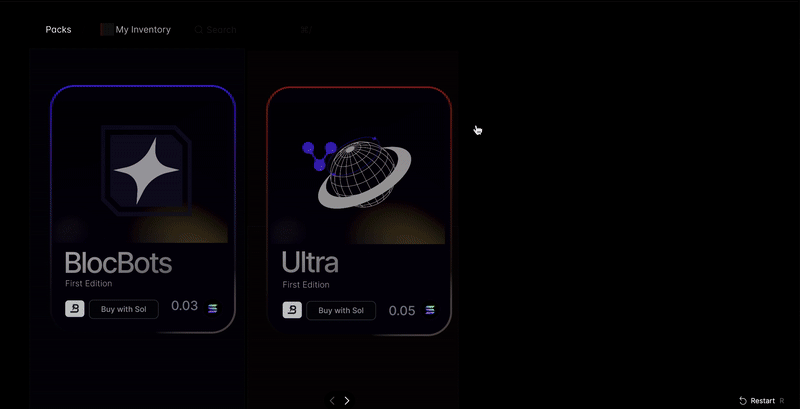 Packs
My Inventory
Search
BlocBots
First Edition
Buy with Sol
0.03
Ultra
First Edition
Buy with Sol
0.05
Restart R